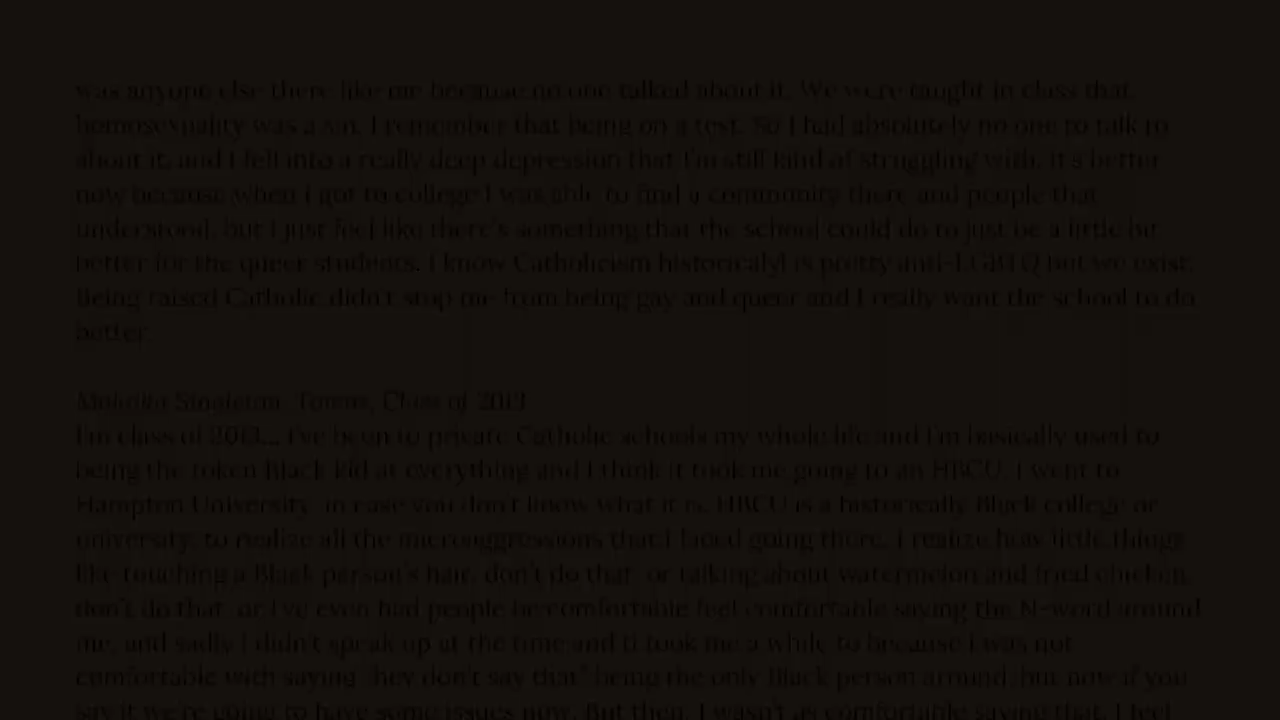 was anyone else there like me because no one talked about it. We were taught in class that
homosexuality was a sin. I remember that being on a test. So I had absolutely no one to talk to
about it, and I fell into a really deep depression that I'm still kind of struggling with. It's better
now because when I got to college I was able to find a community there and people that
understood, but I just feel like there's something that the school could do to just be a little bit
better for the queer students. I know Catholicism historicalyl is pretty anti-LGBTQ but we exist.
Being raised Catholic didn't stop me from being gay and queer and I really want the school to do
better.
Singleton- Class of 2013
I'm class of 2013... I've been to private Catholic schools my whole life and I'm basically used to
being the token Black kid at everything and I think it took me going to an HBCU. I went to
Hampton University in case you don't know what it is, HBCU is a historically Black college or
university, to realize all the microaggressions that I faced going there. I realize how little things
like touching a Black person's hair, don't do that, or talking about watermelon and fried chicken,
don't do that, or I've even had people be comfortable feel comfortable saying the N-word around
me, and sadly I didn't speak up at the time and ti took me a while to because i was not
comfortable with saying 'hey don't say that' being the only Black person around, but now if you
say it we're going to have some issues now. But then, I wasn't as comfortable saying that. I feel